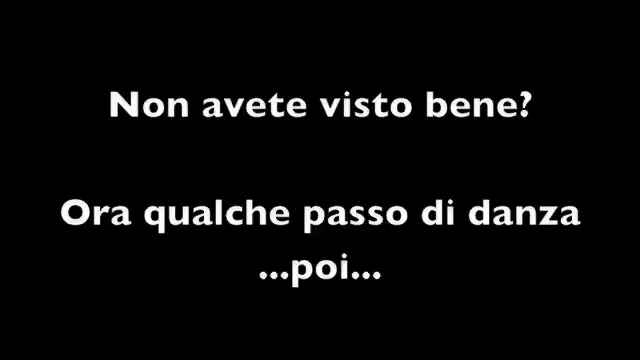 Non avete visto bene?
Ora qualche passo di danza
...poi...